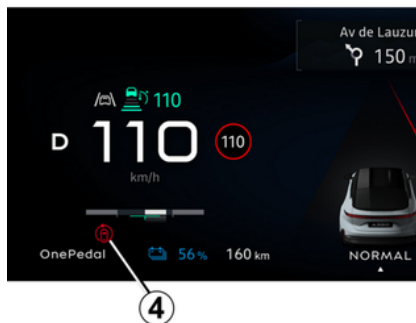 Av de Lauzun
150 m
110
D 110 110
km/h
OnePedal 56% 160 km
NORMAL
4